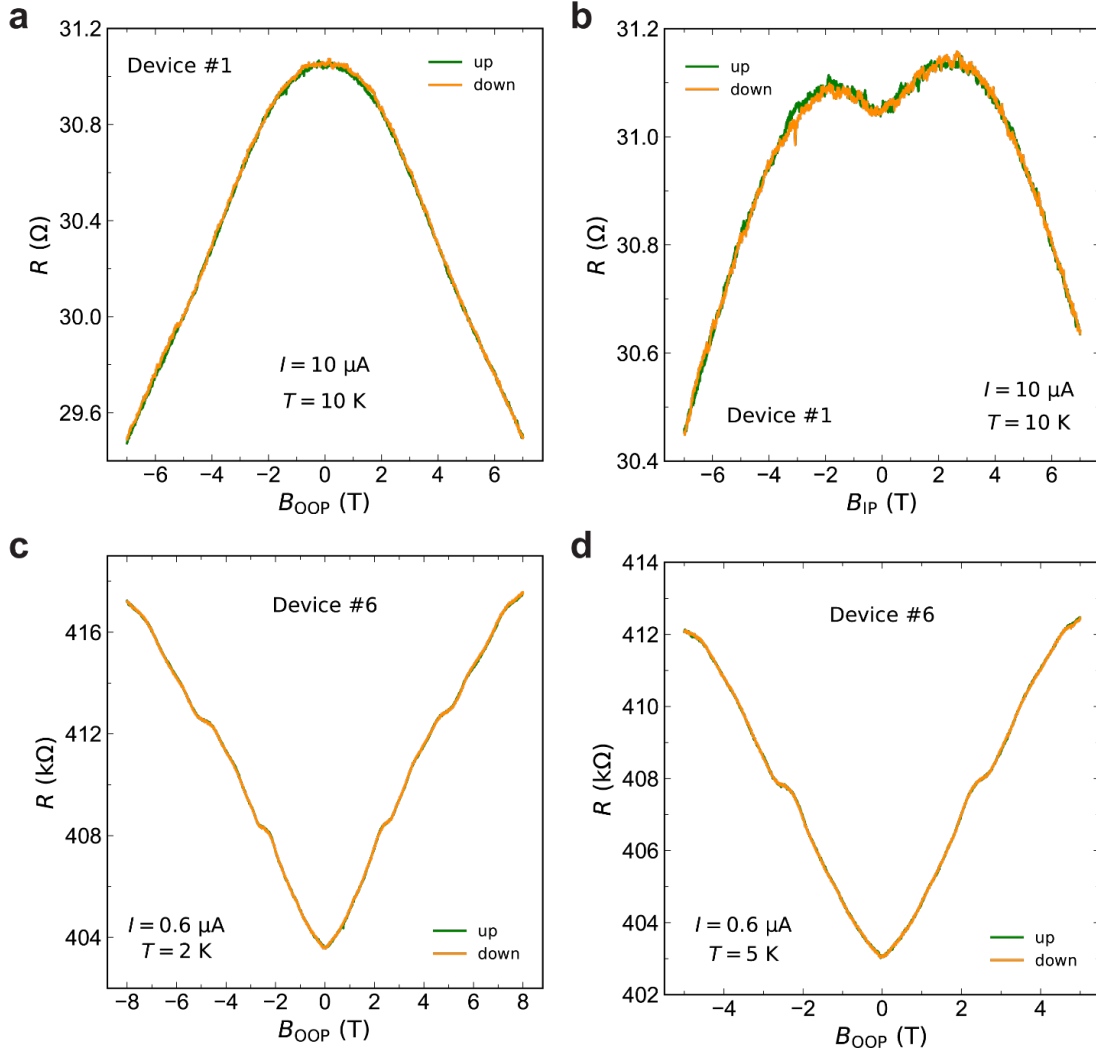 a
31.2
30.8
30.4
30.0
29.6
R (Ω)
Device #1
up
down
I = 10 µA
T = 10 K
−6 −4 −2 0 2 4 6
B_OOP (T)
b
31.2
31.0
30.8
30.6
30.4
R (Ω)
up
down
Device #1
I = 10 µA
T = 10 K
−6 −4 −2 0 2 4 6
B_IP (T)
c
416
412
408
404
R (kΩ)
Device #6
I = 0.6 µA
T = 2 K
up
down
−8 −6 −4 −2 0 2 4 6 8
B_OOP (T)
d
414
412
410
408
406
404
402
R (kΩ)
Device #6
I = 0.6 µA
T = 5 K
up
down
−4 −2 0 2 4
B_OOP (T)